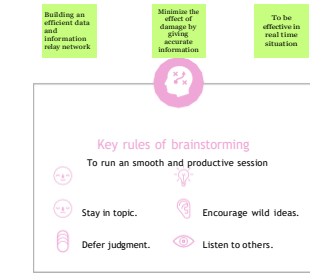 Building an
efficient data
and
information
relay network
Minimize the
effect of
damage by
giving
accurate
information
To be
effective in
real time
situation
Key rules of brainstorming
To run an smooth and productive session
Stay in topic.
Encourage wild ideas.
Defer judgment.
Listen to others.